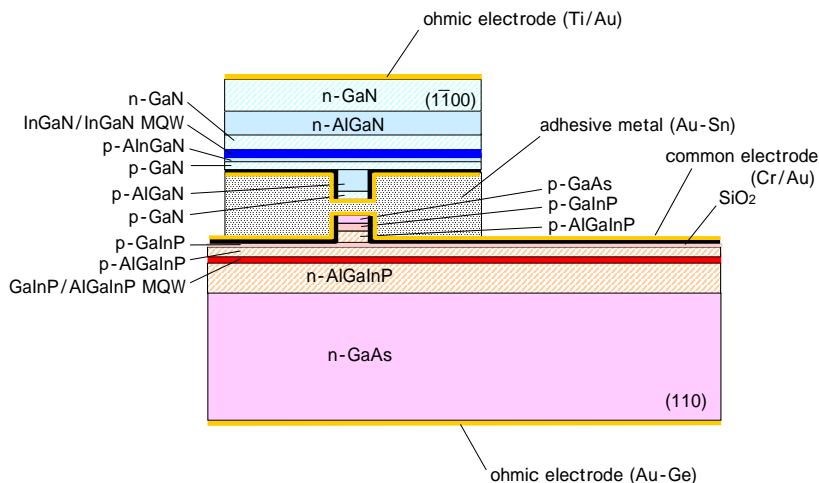 ohmic electrode (Ti/Au)
n-GaN
n-GaN
(11̅00)
InGaN/InGaN MQW
n-AlGaN
adhesive metal (Au-Sn)
p-AlInGaN
common electrode
(Cr/Au)
p-GaN
p-GaAs
SiO2
p-AlGaN
p-GaInP
p-GaN
p-AlGaInP
p-GaInP
p-AlGaInP
GaInP/AlGaInP MQW
n-AlGaInP
n-GaAs
(110)
ohmic electrode (Au-Ge)